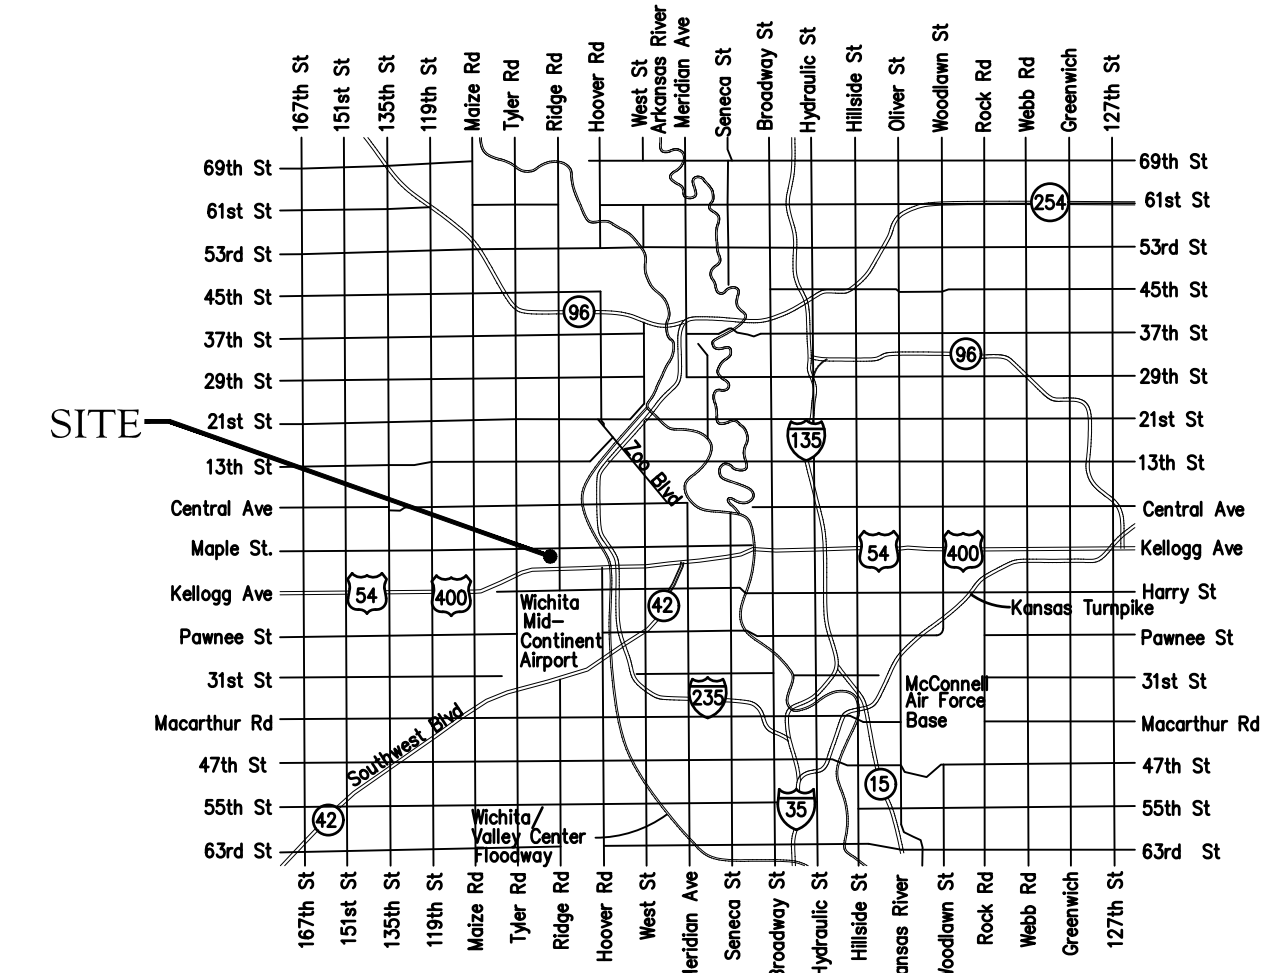 167th St
151st St
135th St
119th St
Maize Rd
Tyler Rd
Ridge Rd
Hoover Rd
West St
Arkansas River
Meridian Ave
Seneca St
Broadway St
Hydraulic St
Hillside St
Oliver St
Woodlawn St
Rock Rd
Webb Rd
Greenwich
127th St
69th St
61st St
53rd St
45th St
37th St
29th St
21st St
13th St
Central Ave
Maple St.
Kellogg Ave
Pawnee St
31st St
Macarthur Rd
47th St
55th St
63rd St
SITE
254
96
96
135
Zoo Blvd
54
400
54
400
42
Wichita
Mid-
Continent
Airport
Kansas Turnpike
235
McConnell
Air Force
Base
Southwest Blvd
42
15
35
Wichita/
Valley Center
Floodway
69th St
61st St
53rd St
45th St
37th St
29th St
21st St
13th St
Central Ave
Kellogg Ave
Harry St
Pawnee St
31st St
Macarthur Rd
47th St
55th St
63rd St
167th St
151st St
135th St
119th St
Maize Rd
Tyler Rd
Ridge Rd
Hoover Rd
West St
Meridian Ave
Seneca St
Broadway St
Hydraulic St
Hillside St
ansas River
Woodlawn St
Rock Rd
Webb Rd
Greenwich
127th St